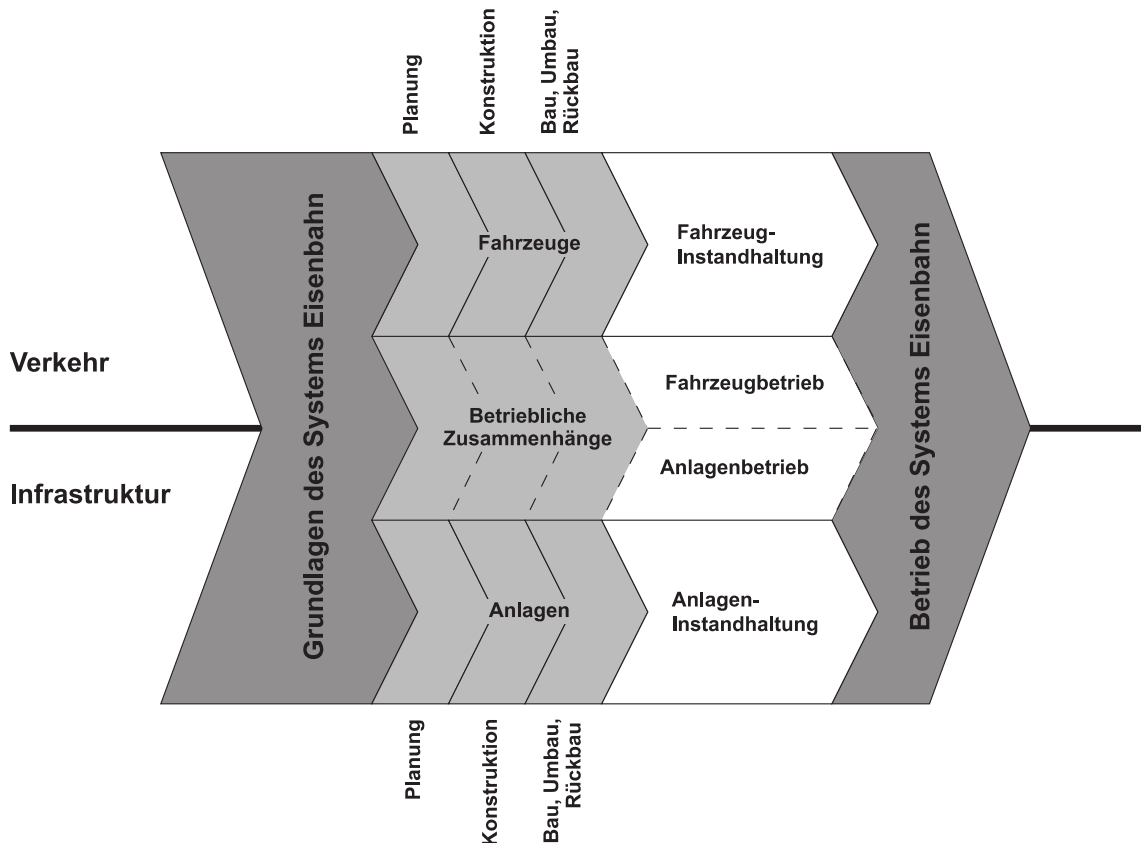 Planung
Konstruktion
Bau, Umbau,
Rückbau
Verkehr
Infrastruktur
Grundlagen des Systems Eisenbahn
Fahrzeuge
Betriebliche
Zusammenhänge
Anlagen
Fahrzeug-
Instandhaltung
Fahrzeugbetrieb
Anlagenbetrieb
Anlagen-
Instandhaltung
Betrieb des Systems Eisenbahn
Planung
Konstruktion
Bau, Umbau,
Rückbau